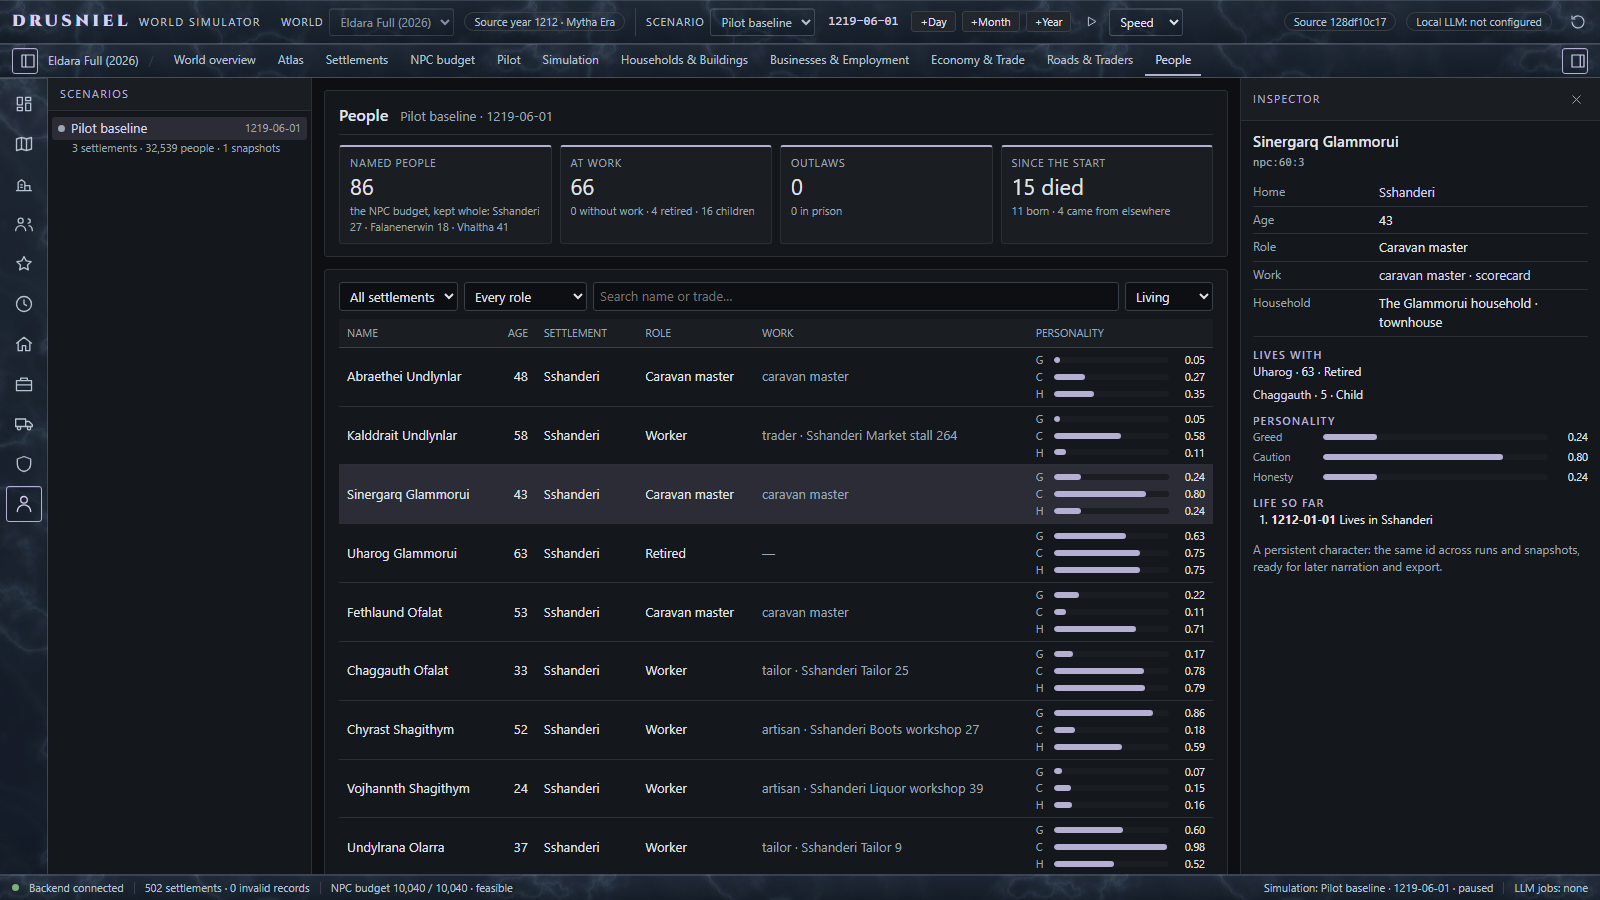 DRUSNIEL WORLD SIMULATOR WORLD Eldara Full (2026) Source year 1212 · Mytha Era SCENARIO Pilot baseline 1219-06-01 +Day +Month +Year Speed Source 128df10c17 Local LLM: not configured
Eldara Full (2026) / World overview Atlas Settlements NPC budget Pilot Simulation Households & Buildings Businesses & Employment Economy & Trade Roads & Traders People
SCENARIOS
Pilot baseline 1219-06-01
3 settlements · 32,539 people · 1 snapshots
People Pilot baseline · 1219-06-01
NAMED PEOPLE
86
the NPC budget, kept whole: Sshanderi
27 · Falanenerwin 18 · Vhaltha 41
AT WORK
66
0 without work · 4 retired · 16 children
OUTLAWS
0
0 in prison
SINCE THE START
15 died
11 born · 4 came from elsewhere
All settlements Every role Search name or trade... Living
NAME AGE SETTLEMENT ROLE WORK PERSONALITY
Abraethei Undlynlar 48 Sshanderi Caravan master caravan master
G 0.05
C 0.27
H 0.35
Kalddrait Undlynlar 58 Sshanderi Worker trader · Sshanderi Market stall 264
G 0.05
C 0.58
H 0.11
Sinergarq Glammorui 43 Sshanderi Caravan master caravan master
G 0.24
C 0.80
H 0.24
Uharog Glammorui 63 Sshanderi Retired —
G 0.63
C 0.75
H 0.75
Fethlaund Ofalat 53 Sshanderi Caravan master caravan master
G 0.22
C 0.11
H 0.71
Chaggauth Ofalat 33 Sshanderi Worker tailor · Sshanderi Tailor 25
G 0.17
C 0.78
H 0.79
Chyrast Shagithym 52 Sshanderi Worker artisan · Sshanderi Boots workshop 27
G 0.86
C 0.18
H 0.59
Vojhannth Shagithym 24 Sshanderi Worker artisan · Sshanderi Liquor workshop 39
G 0.07
C 0.15
H 0.16
Undylrana Olarra 37 Sshanderi Worker tailor · Sshanderi Tailor 9
G 0.60
C 0.98
H 0.52
INSPECTOR
Sinergarq Glammorui
npc:60:3
Home Sshanderi
Age 43
Role Caravan master
Work caravan master · scorecard
Household The Glammorui household ·
townhouse
LIVES WITH
Uharog · 63 · Retired
Chaggauth · 5 · Child
PERSONALITY
Greed 0.24
Caution 0.80
Honesty 0.24
LIFE SO FAR
1. 1212-01-01 Lives in Sshanderi
A persistent character: the same id across runs and snapshots,
ready for later narration and export.
Backend connected 502 settlements · 0 invalid records NPC budget 10,040 / 10,040 · feasible Simulation: Pilot baseline · 1219-06-01 · paused LLM jobs: none